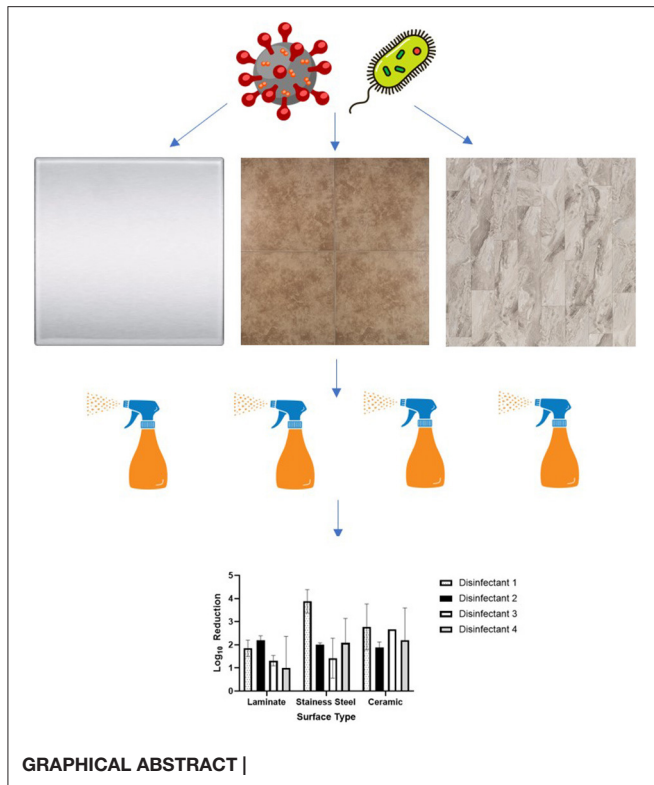 5
4
3
2
1
0
Log₁₀ Reduction
Laminate Stainess Steel Ceramic
Surface Type
Disinfectant 1
Disinfectant 2
Disinfectant 3
Disinfectant 4
GRAPHICAL ABSTRACT |